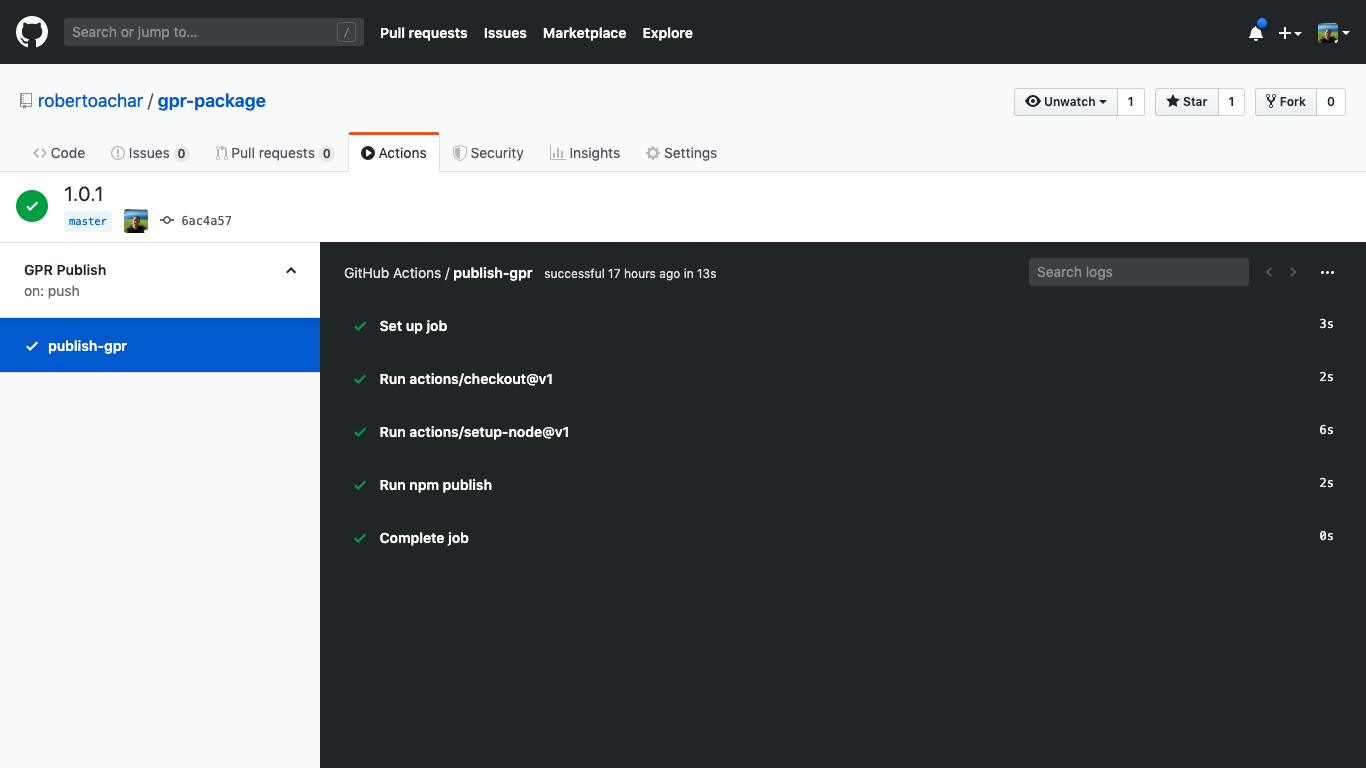 Search or jump to... /
Pull requests Issues Marketplace Explore
robertoachar / gpr-package
Unwatch 1 Star 1 Fork 0
Code Issues 0 Pull requests 0 Actions Security Insights Settings
1.0.1
master 6ac4a57
GPR Publish
on: push
publish-gpr
GitHub Actions / publish-gpr successful 17 hours ago in 13s
Search logs
Set up job 3s
Run actions/checkout@v1 2s
Run actions/setup-node@v1 6s
Run npm publish 2s
Complete job 0s